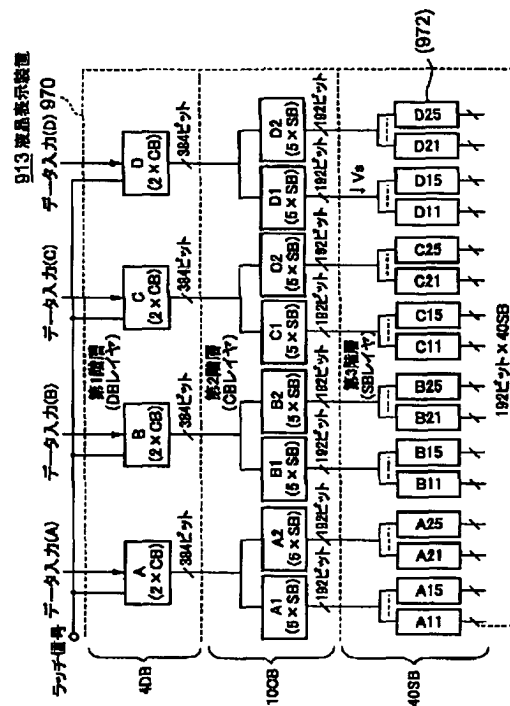 913 液晶表示装置
970
ラッチ信号
データ入力(A)
データ入力(B)
データ入力(C)
データ入力(D)
第1階層
(DBレイヤ)
4DB
A
(2×CB)
B
(2×CB)
C
(2×CB)
D
(2×CB)
384ビット
384ビット
384ビット
384ビット
第2階層
(CBレイヤ)
10CB
A1
(5×SB)
A2
(5×SB)
B1
(5×SB)
B2
(5×SB)
C1
(5×SB)
C2
(5×SB)
D1
(5×SB)
D2
(5×SB)
192ビット
192ビット
192ビット
192ビット
192ビット
192ビット
192ビット
192ビット
第3階層
(SBレイヤ)
Vs
40SB
A11
A15
A21
A25
B11
B15
B21
B25
C11
C15
C21
C25
D11
D15
D21
D25
(972)
192ビット×40SB